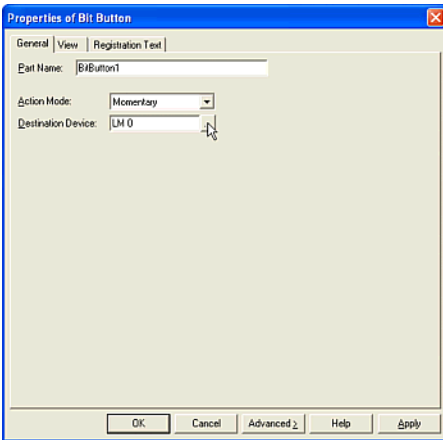 Properties of Bit Button
General View Registration Text
Part Name: BitButton1
Action Mode: Momentary
Destination Device: LM 0
OK Cancel Advanced > Help Apply